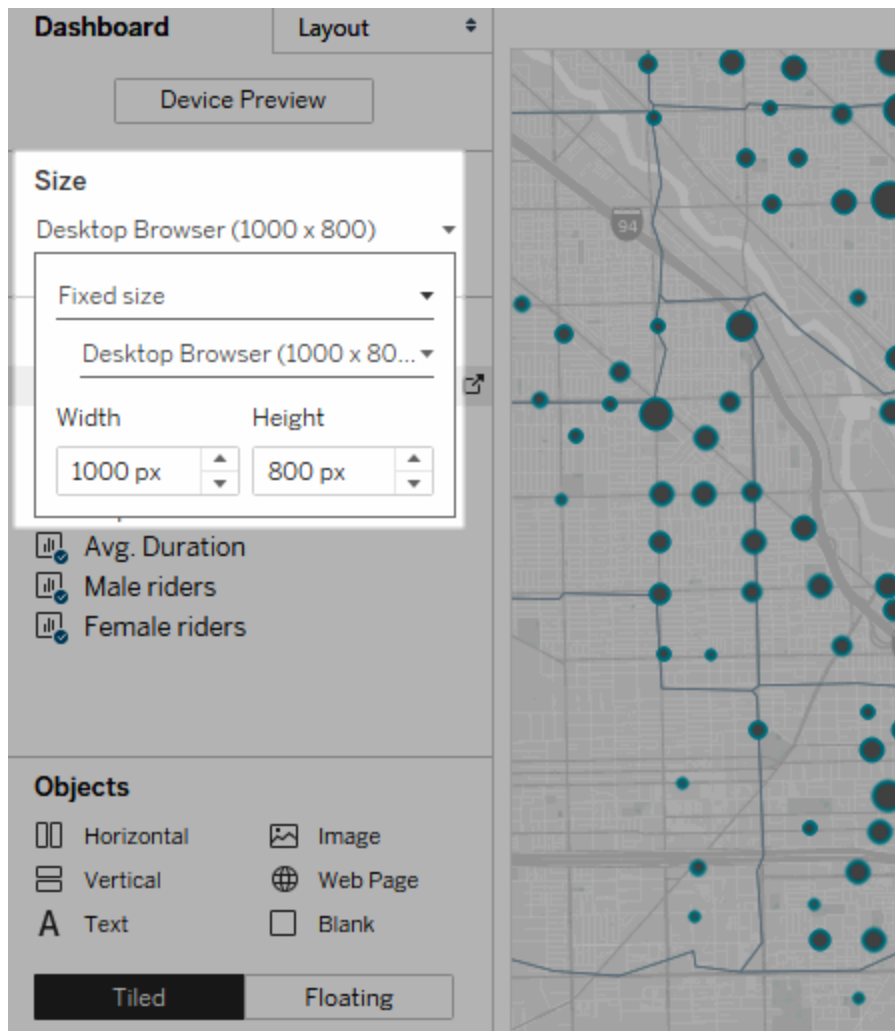 Dashboard
Layout
Device Preview
Size
Desktop Browser (1000 x 800)
Fixed size
Desktop Browser (1000 x 80...
Width Height
1000 px 800 px
Avg. Duration
Male riders
Female riders
Objects
Horizontal Image
Vertical Web Page
A Text Blank
Tiled Floating
94